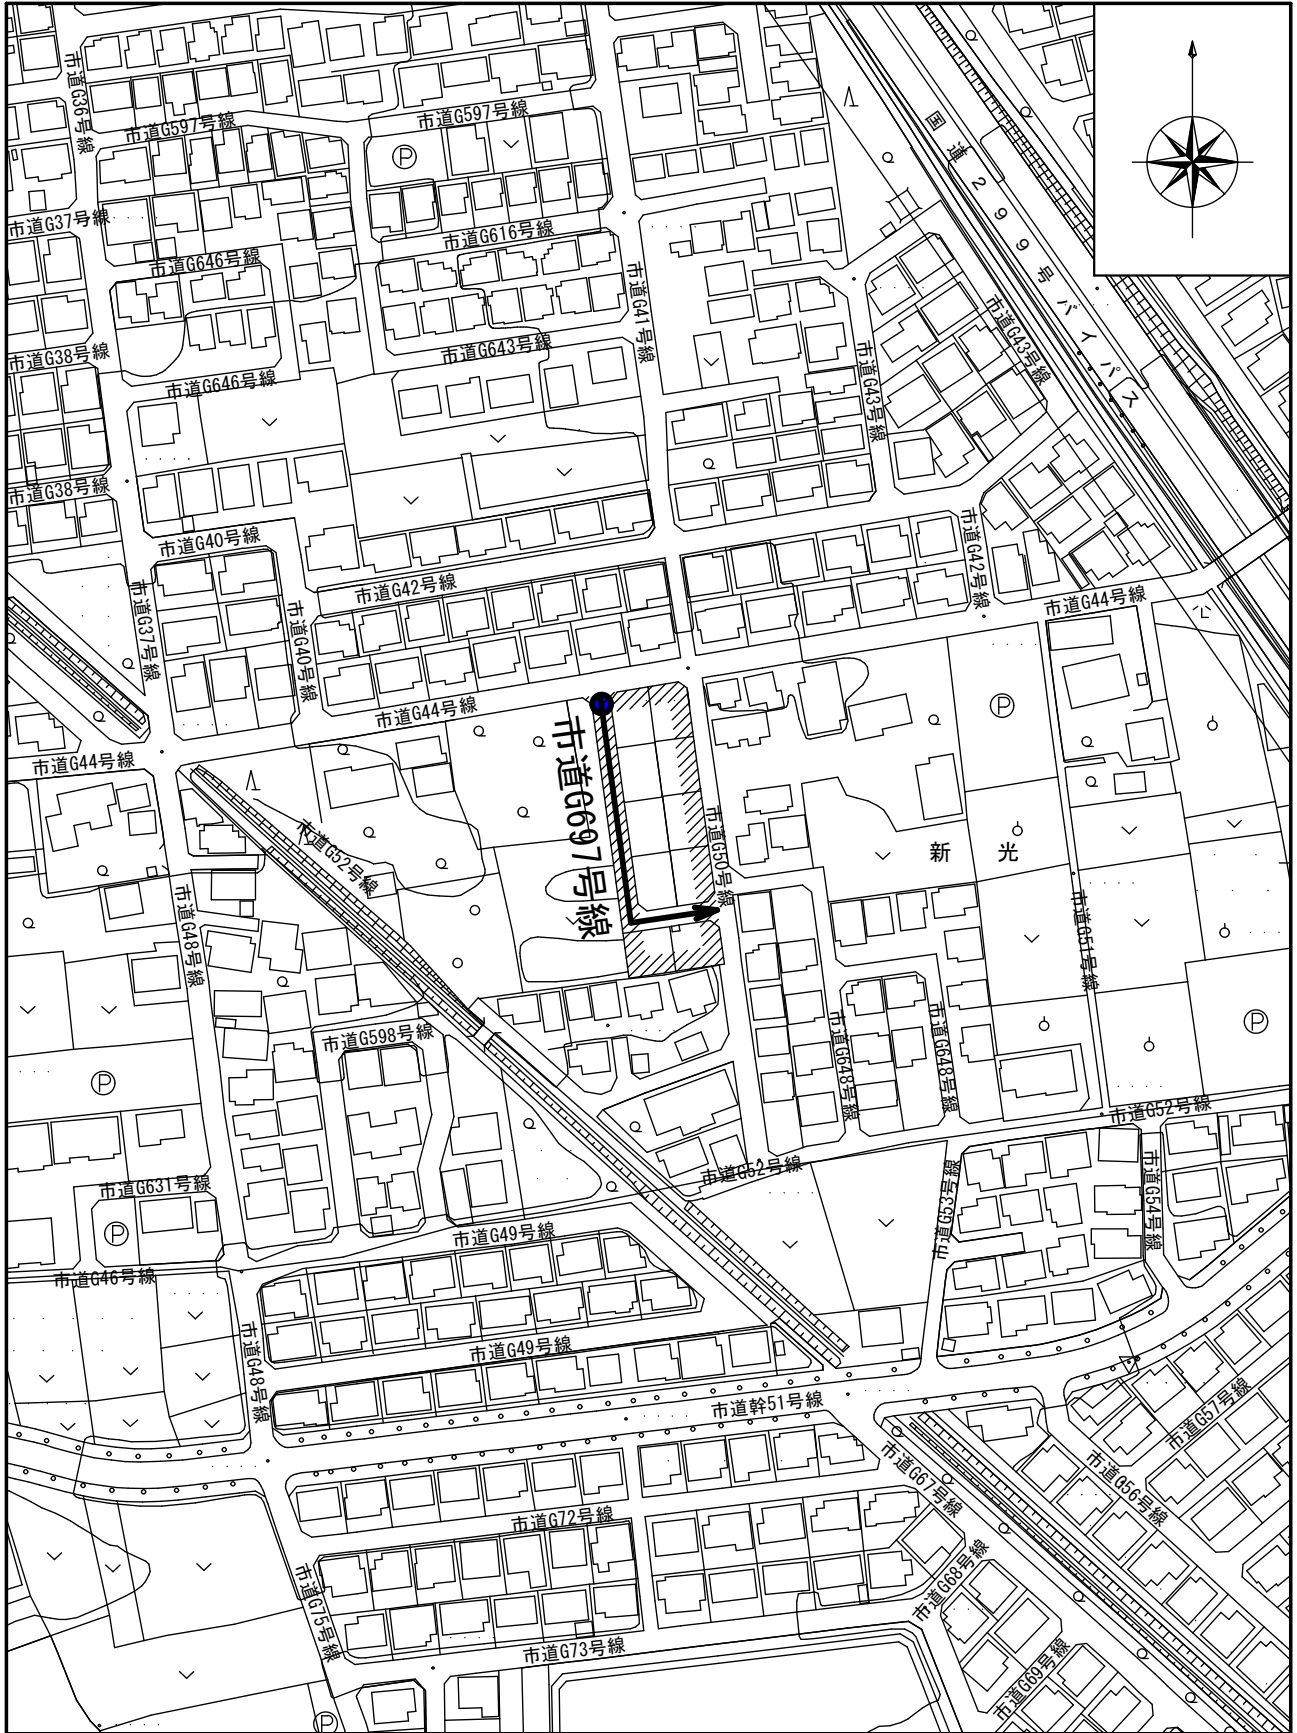 市道G36号線
市道G597号線
市道G597号線
Ⓟ
国道299号バイパス
市道G37号線
市道G616号線
市道G646号線
市道G41号線
市道G43号線
市道G643号線
市道G38号線
市道G43号線
市道G646号線
市道G38号線
市道G40号線
市道G42号線
市道G42号線
市道G37号線
市道G40号線
市道G44号線
市道G44号線
Ⓟ
市道G697号線
市道G44号線
市道G52号線
市道G50号線
新光
市道G48号線
市道G51号線
市道G598号線
市道G648号線
市道G648号線
Ⓟ
Ⓟ
市道G52号線
市道G52号線
市道G631号線
Ⓟ
市道G53号線
市道G54号線
市道G49号線
市道G46号線
市道G48号線
市道G49号線
市道幹51号線
市道G57号線
市道G67号線
市道G56号線
市道G72号線
市道G75号線
市道G68号線
市道G73号線
市道G69号線
Ⓟ